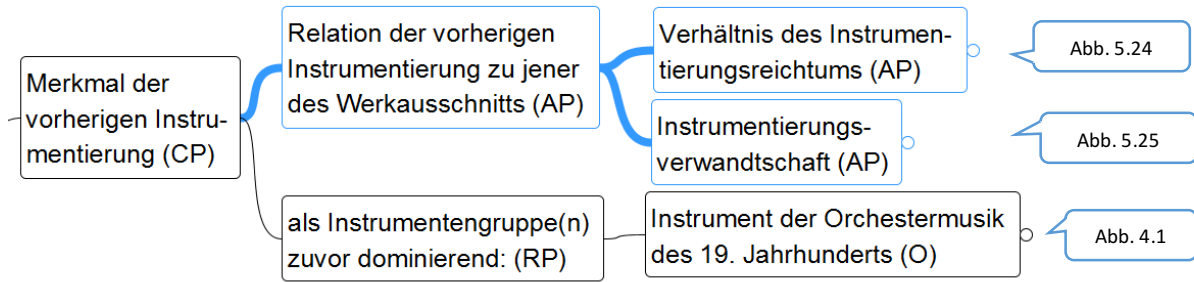 Merkmal der
vorherigen Instru-
mentierung (CP)
Relation der vorherigen
Instrumentierung zu jener
des Werkausschnitts (AP)
Verhältnis des Instrumen-
tierungsreichtums (AP)
Abb. 5.24
Instrumentierungs-
verwandtschaft (AP)
Abb. 5.25
als Instrumentengruppe(n)
zuvor dominierend: (RP)
Instrument der Orchestermusik
des 19. Jahrhunderts (O)
Abb. 4.1